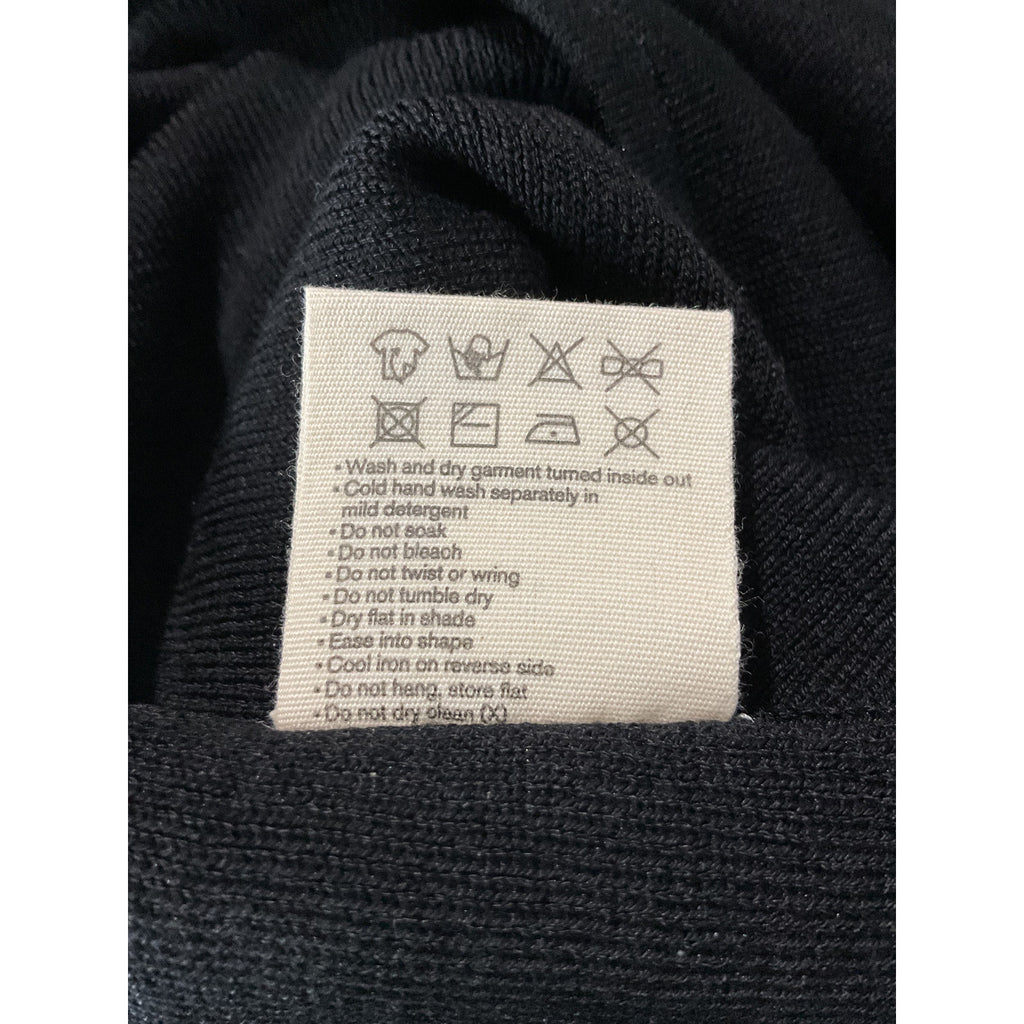 • Wash and dry garment turned inside out
• Cold hand wash separately in
mild detergent
• Do not soak
• Do not bleach
• Do not twist or wring
• Do not tumble dry
• Dry flat in shade
• Ease into shape
• Cool iron on reverse side
• Do not hang, store flat
• Do not dry clean (X)